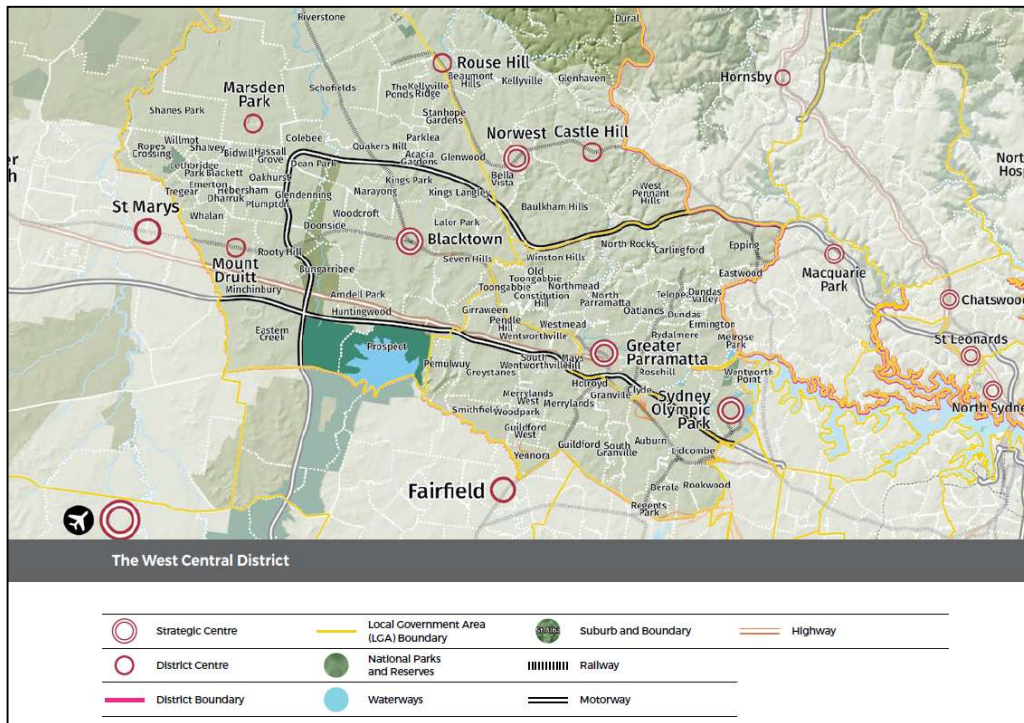 Riverstone
Dural
Rouse Hill
Beaumont
Hills
Kellyville
Glenhaven
Hornsby
Marsden
Park
Schofields
The
Ponds
Kellyville
Ridge
Shanes Park
Stanhope
Gardens
Colebee
Parklea
Norwest
Castle Hill
Willmot
Shalvey
Ropes
Crossing
Bidwill
Hassall
Grove
Quakers Hill
Acacia
Gardens
Glenwood
Dean Park
Lethbridge
Park
Blackett
Oakhurst
Kings Park
Bella
Vista
West
Pennant
Hills
Emerton
Tregear
Hebersham
Dharruk
Glendenning
Plumpton
Marayong
Kings Langley
St Marys
Whalan
Woodcroft
Lalor Park
Baulkham Hills
Doonside
Blacktown
Rooty Hill
Seven Hills
North Rocks
Carlingford
Epping
Winston Hills
Mount
Druitt
Bungarribee
Old
Toongabbie
Toongabbie
Northmead
Eastwood
Macquarie
Park
Minchinbury
Arndell Park
Constitution
Hill
North
Parramatta
Telopea
Dundas
Valley
Chatswood
Huntingwood
Girraween
Oatlands
Dundas
Pendle
Hill
Westmead
Ermington
Eastern
Creek
Wentworthville
Rydalmere
Melrose
Park
St Leonards
Prospect
Greater
Parramatta
Pemulwuy
South
Wentworthville
Mays
Hill
Rosehill
Wentworth
Point
Greystanes
Holroyd
Clyde
Granville
North Sydne
Merrylands
West
Merrylands
Sydney
Olympic
Park
Smithfield
Woodpark
Guildford
West
Guildford
South
Granville
Auburn
Lidcombe
Yennora
Fairfield
Berala
Rookwood
Regents
Park
The West Central District
Strategic Centre
Local Government Area
(LGA) Boundary
St Alba
Suburb and Boundary
Highway
District Centre
National Parks
and Reserves
Railway
District Boundary
Waterways
Motorway